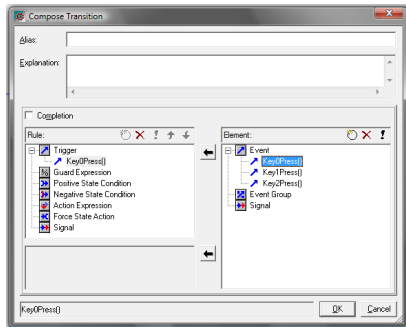 Compose Transition
Alias:
Explanation:
Completion
Rule:
Element:
Trigger
Key0Press()
Guard Expression
Positive State Condition
Negative State Condition
Action Expression
Force State Action
Signal
Event
Key0Press()
Key1Press()
Key2Press()
Event Group
Signal
Key0Press()
OK
Cancel